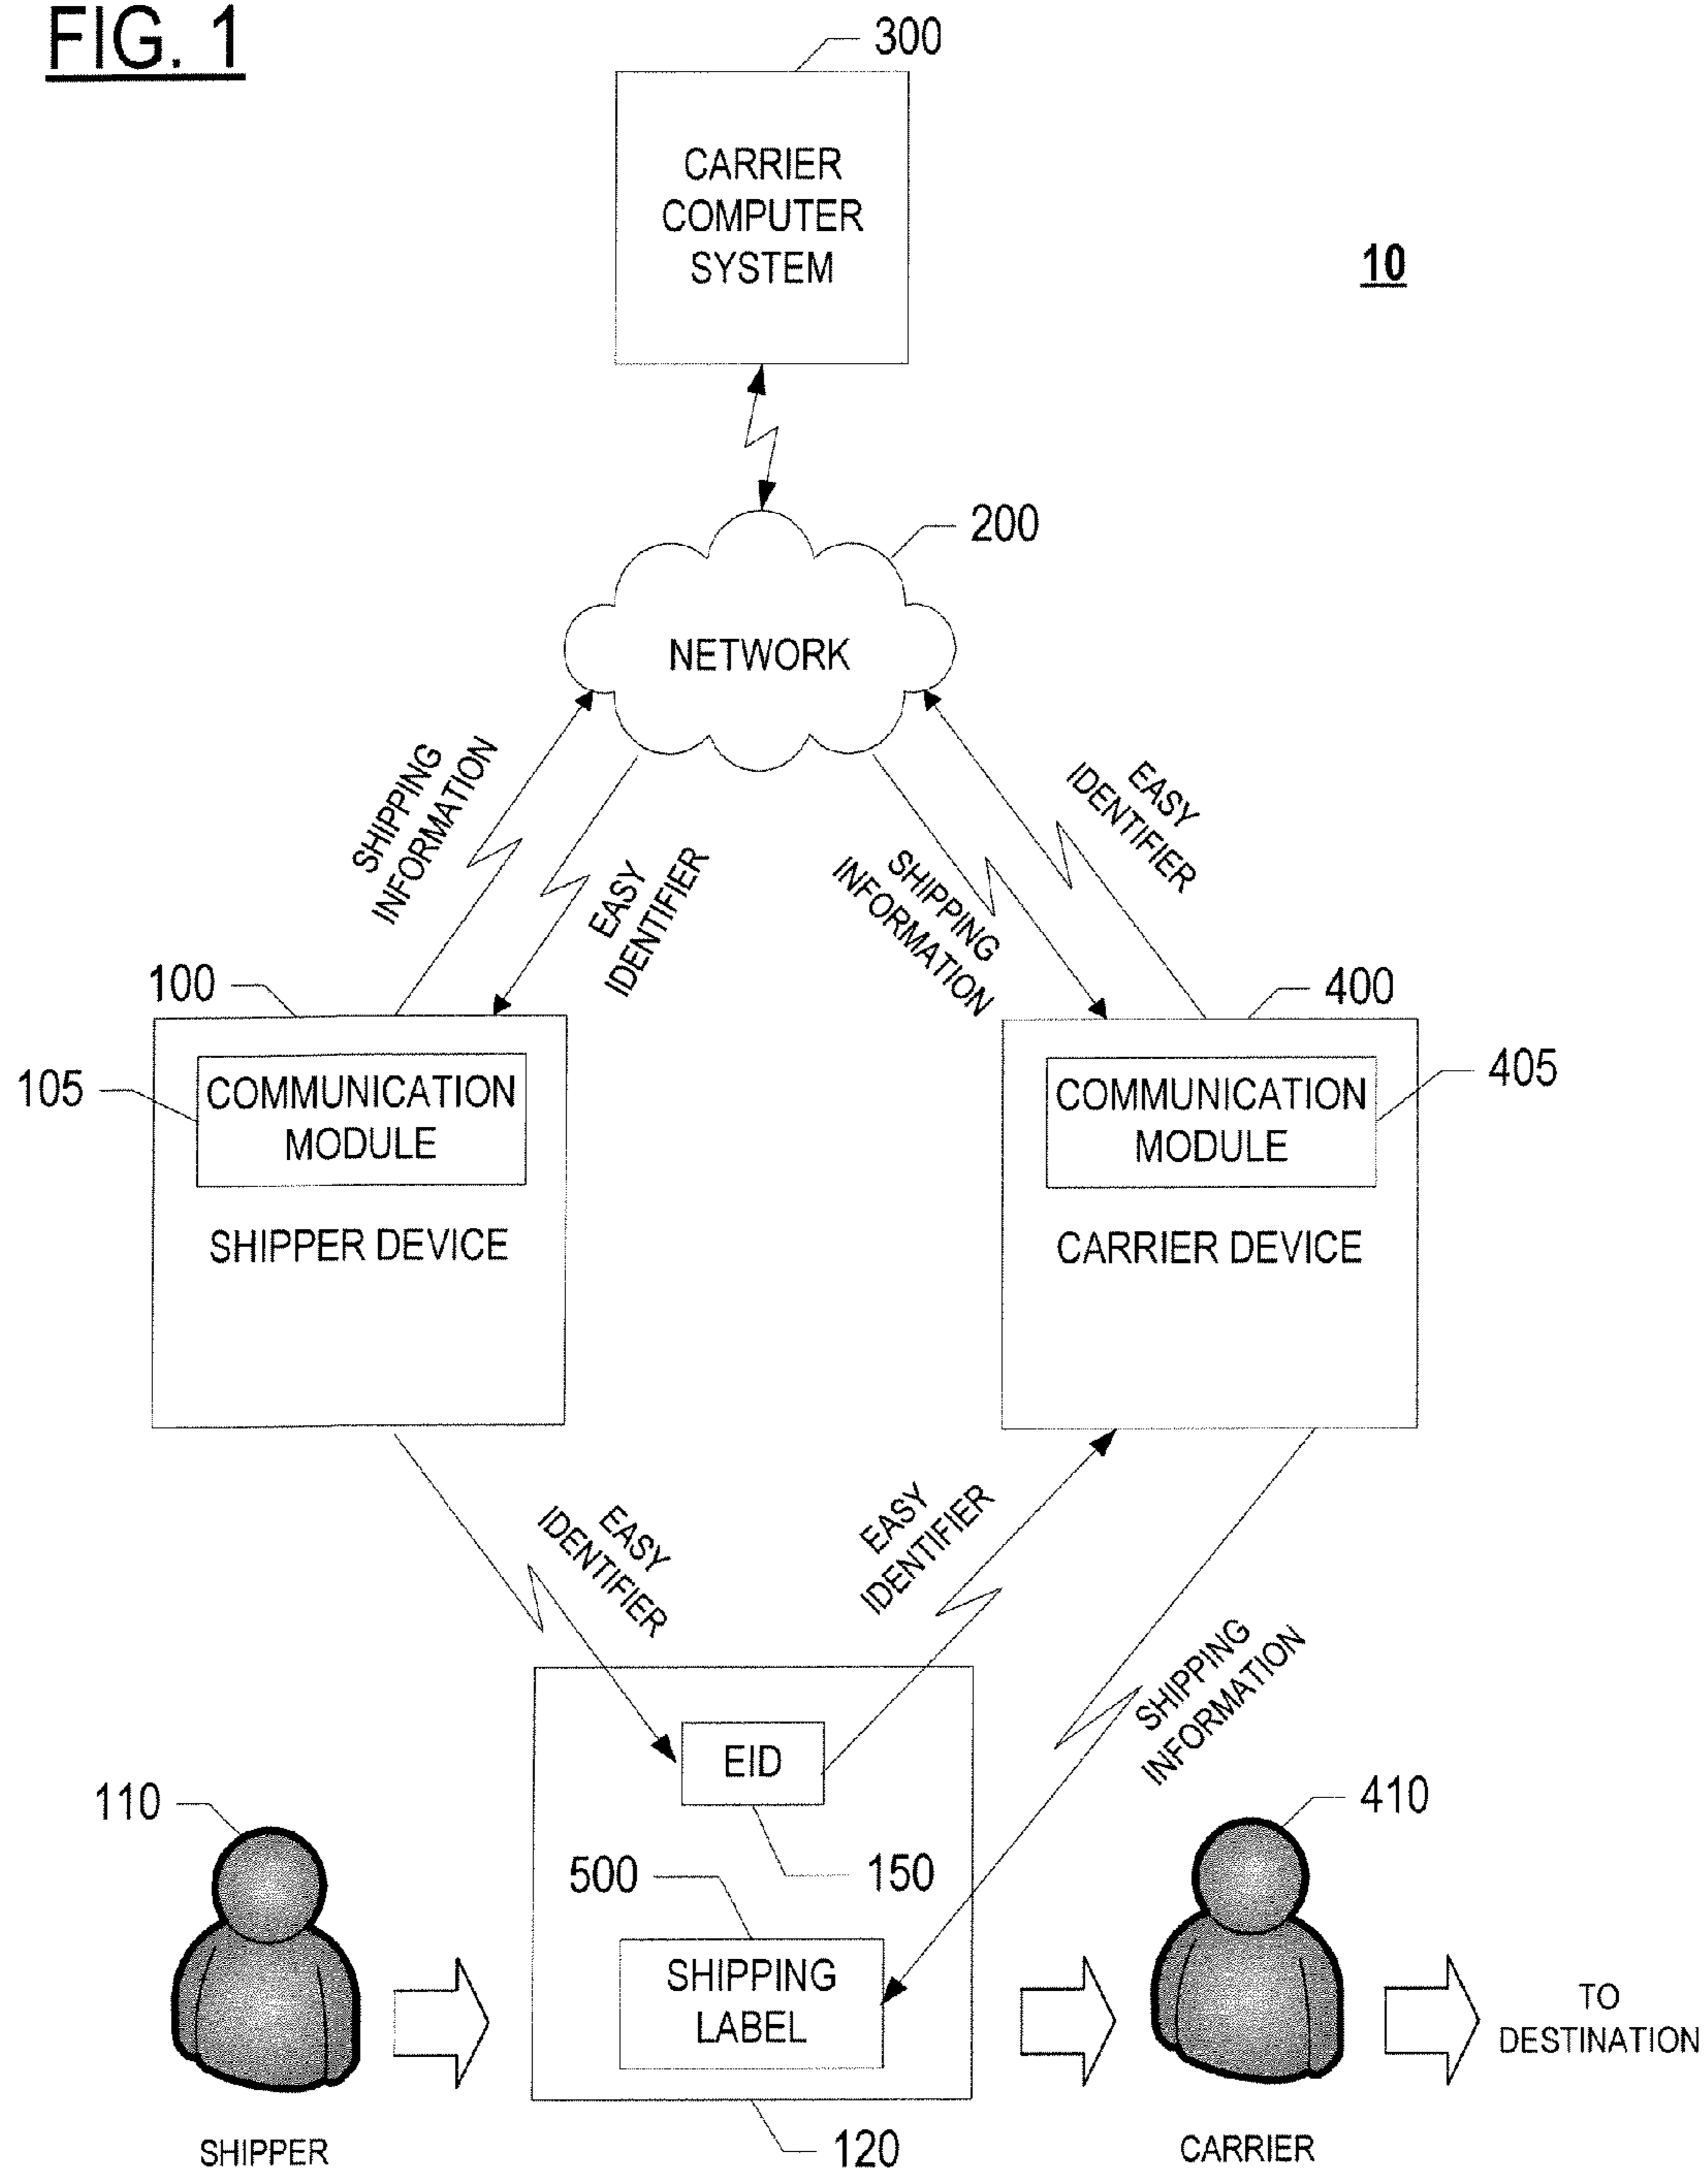 FIG. 1
300
CARRIER
COMPUTER
SYSTEM
10
200
NETWORK
SHIPPING
INFORMATION
EASY
IDENTIFIER
SHIPPING
INFORMATION
EASY
IDENTIFIER
100
400
105
COMMUNICATION
MODULE
SHIPPER DEVICE
405
COMMUNICATION
MODULE
CARRIER DEVICE
EASY
IDENTIFIER
EASY
IDENTIFIER
SHIPPING
INFORMATION
EID
110
410
500
150
SHIPPING
LABEL
TO
DESTINATION
SHIPPER
120
CARRIER